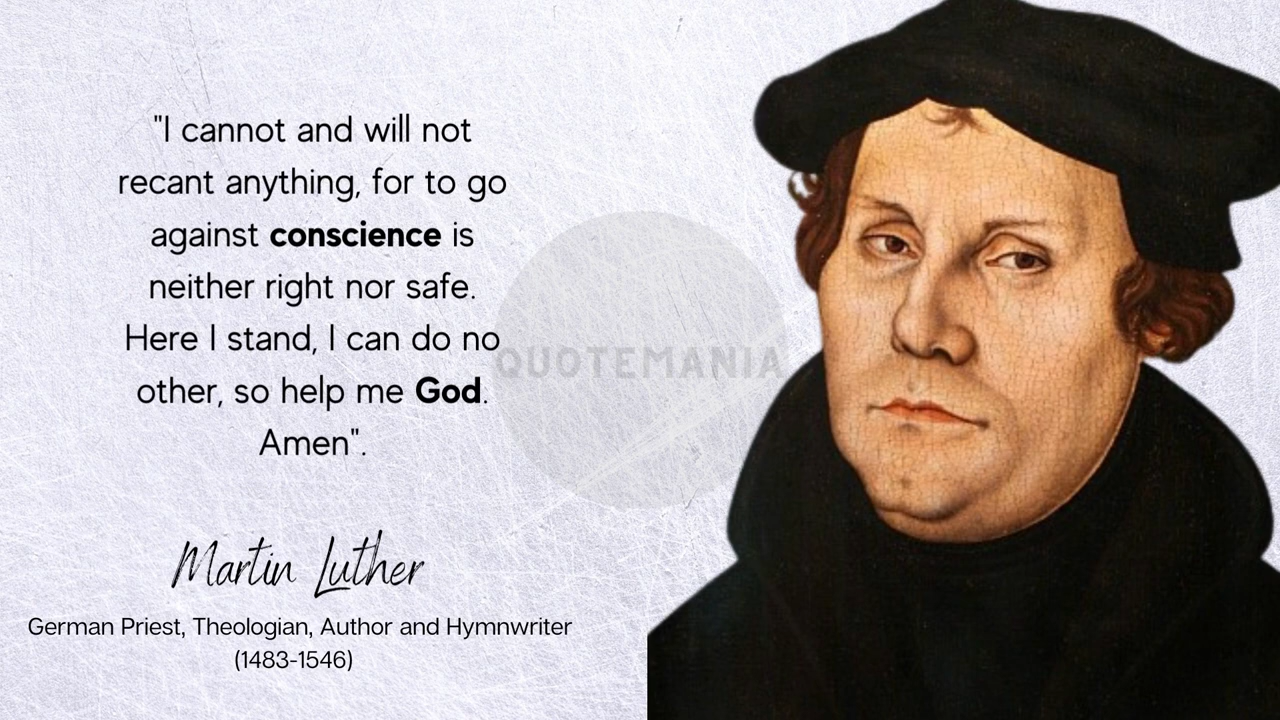 "I cannot and will not
recant anything, for to go
against conscience is
neither right nor safe.
Here I stand, I can do no
other, so help me God.
Amen".
QUOTEMANIA
Martin Luther
German Priest, Theologian, Author and Hymnwriter
(1483-1546)